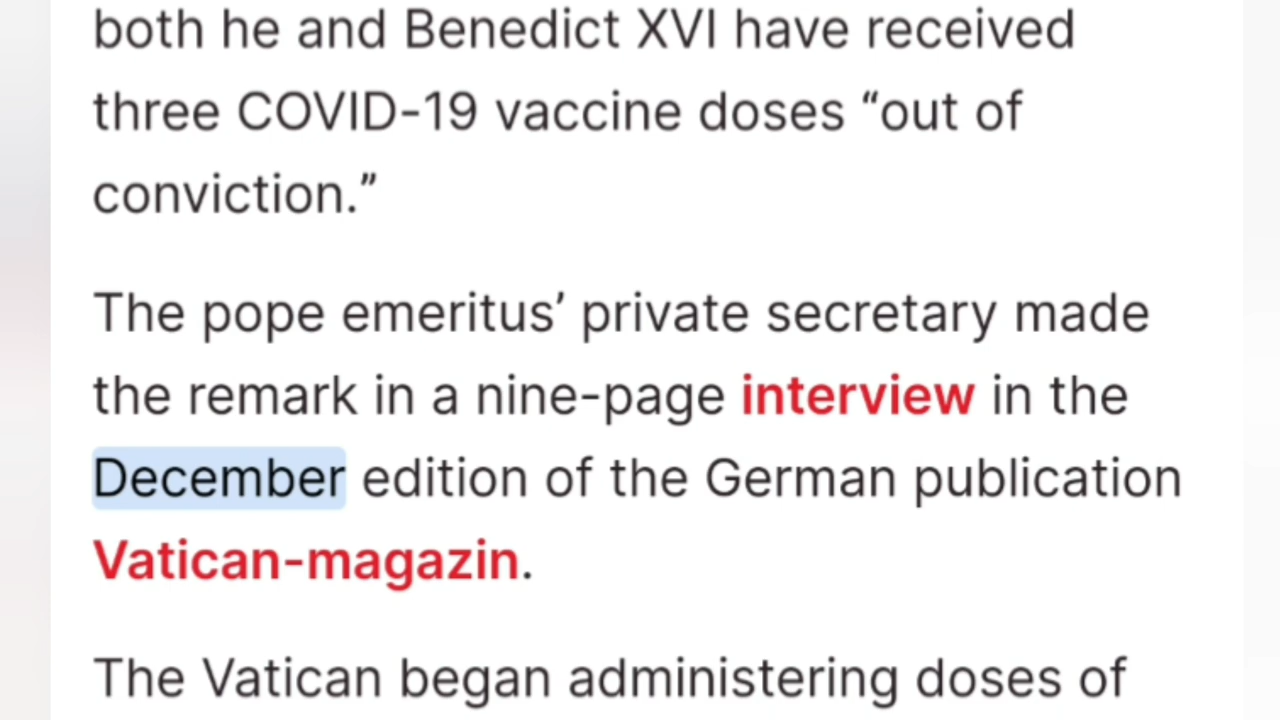 both he and Benedict XVI have received
three COVID-19 vaccine doses “out of
conviction.”
The pope emeritus’ private secretary made
the remark in a nine-page interview in the
December edition of the German publication
Vatican-magazin.
The Vatican began administering doses of